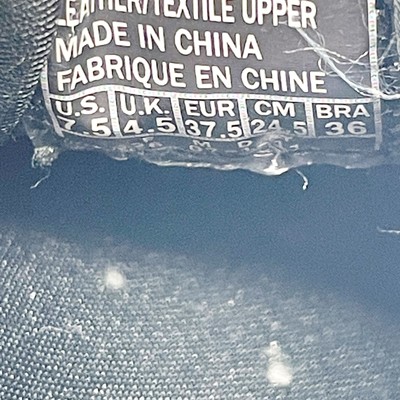 LEATHER/TEXTILE UPPER
MADE IN CHINA
FABRIQUE EN CHINE
U.S. U.K. EUR CM BRA
7.5 4.5 37.5 24.5 36